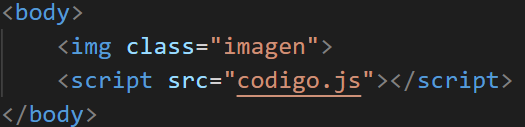 <body>
<img class="imagen">
<script src="codigo.js"></script>
</body>